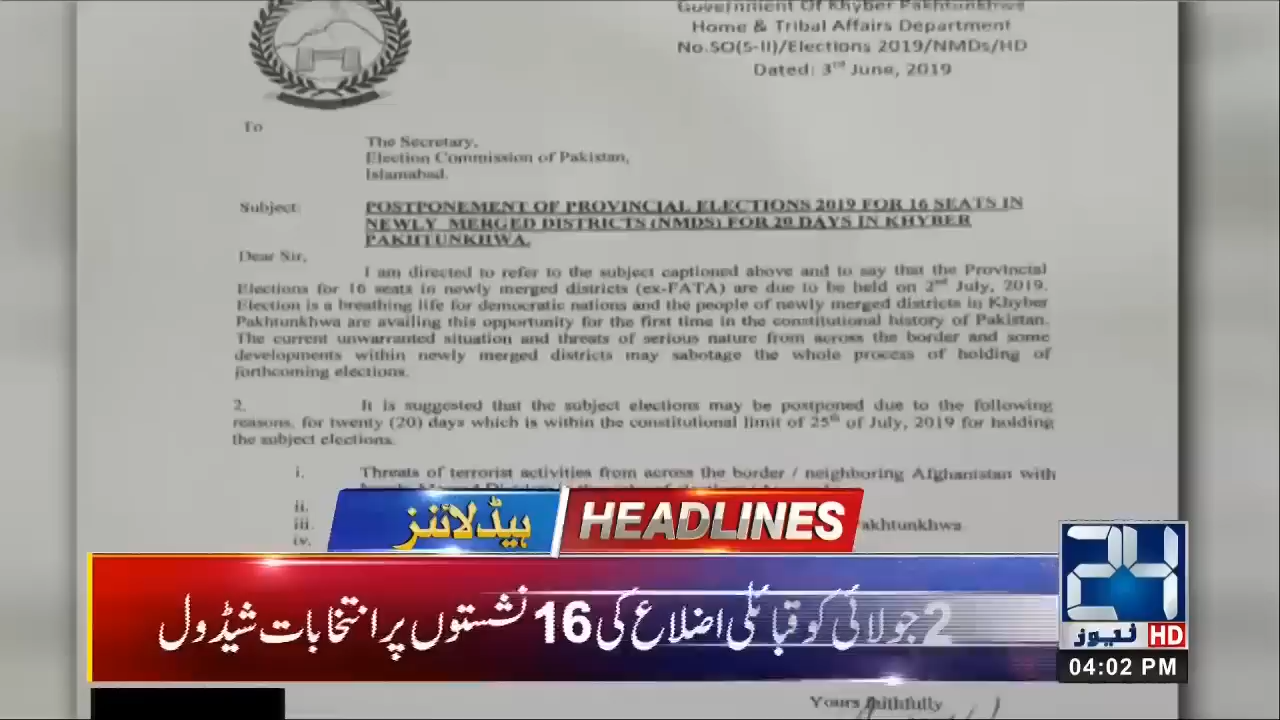 Government Of Khyber Pakhtunkhwa
Home & Tribal Affairs Department
No.SO(S-II)/Elections 2019/NMDs/HD
Dated: 3rd June, 2019
To
The Secretary,
Election Commission of Pakistan,
Islamabad.
Subject: POSTPONEMENT OF PROVINCIAL ELECTIONS 2019 FOR 16 SEATS IN
NEWLY MERGED DISTRICTS (NMDS) FOR 20 DAYS IN KHYBER
PAKHTUNKHWA.
Dear Sir,
I am directed to refer to the subject captioned above and to say that the Provincial
Elections for 16 seats in newly merged districts (ex-FATA) are due to be held on 2nd July, 2019.
Election is a breathing life for democratic nations and the people of newly merged districts in Khyber
Pakhtunkhwa are availing this opportunity for the first time in the constitutional history of Pakistan.
The current unwarranted situation and threats of serious nature from across the border and some
developments within newly merged districts may sabotage the whole process of holding of
forthcoming elections.
2. It is suggested that the subject elections may be postponed due to the following
reasons, for twenty (20) days which is within the constitutional limit of 25th of July, 2019 for holding
the subject elections.
i. Threats of terrorist activities from across the border / neighboring Afghanistan with
ii.
iii.
iv.
ہیڈلائنز HEADLINES
2 جولائی کو قبائلی اضلاع کی 16 نشستوں پر انتخابات شیڈول
24
نیوز HD
04:02 PM
Yours faithfully